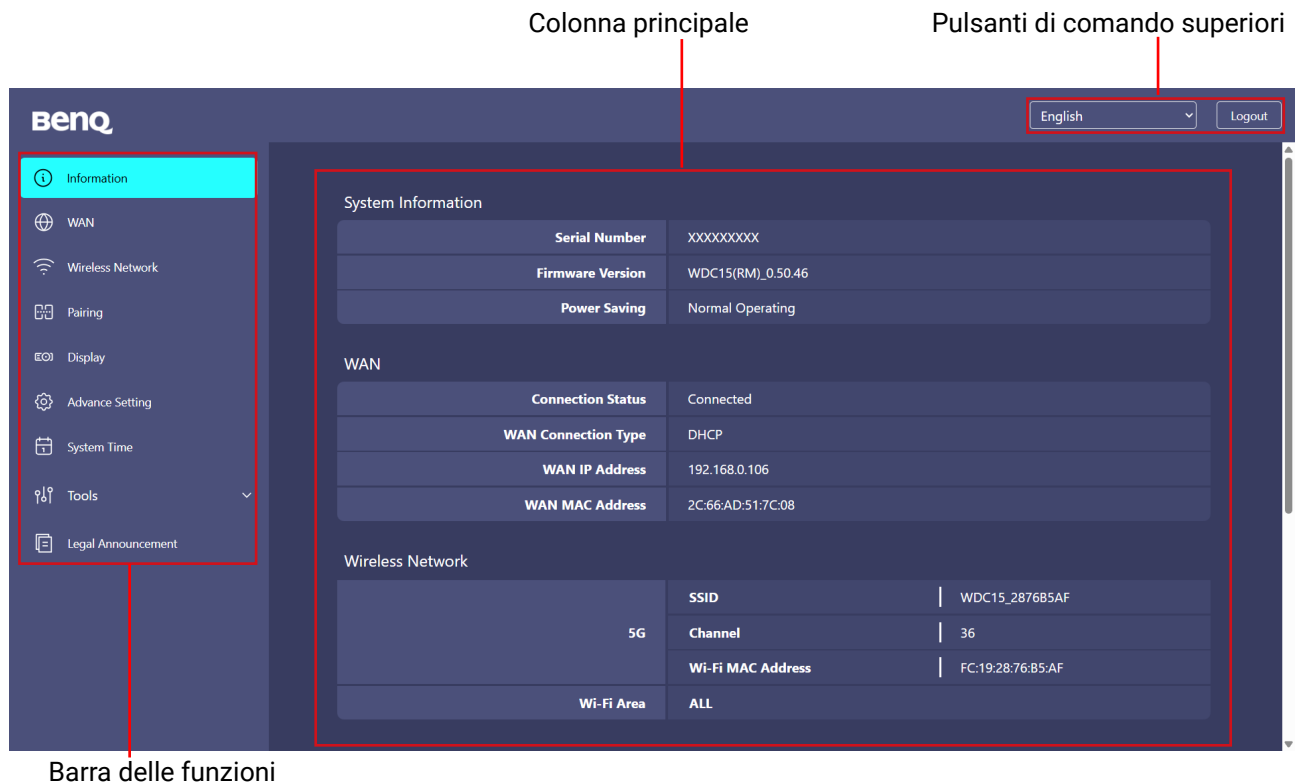 Colonna principale
Pulsanti di comando superiori
BenQ
English
Logout
Information
WAN
Wireless Network
Pairing
Display
Advance Setting
System Time
Tools
Legal Announcement
System Information
Serial Number XXXXXXXXX
Firmware Version WDC15(RM)_0.50.46
Power Saving Normal Operating
WAN
Connection Status Connected
WAN Connection Type DHCP
WAN IP Address 192.168.0.106
WAN MAC Address 2C:66:AD:51:7C:08
Wireless Network
5G
SSID WDC15_2876B5AF
Channel 36
Wi-Fi MAC Address FC:19:28:76:B5:AF
Wi-Fi Area ALL
Barra delle funzioni